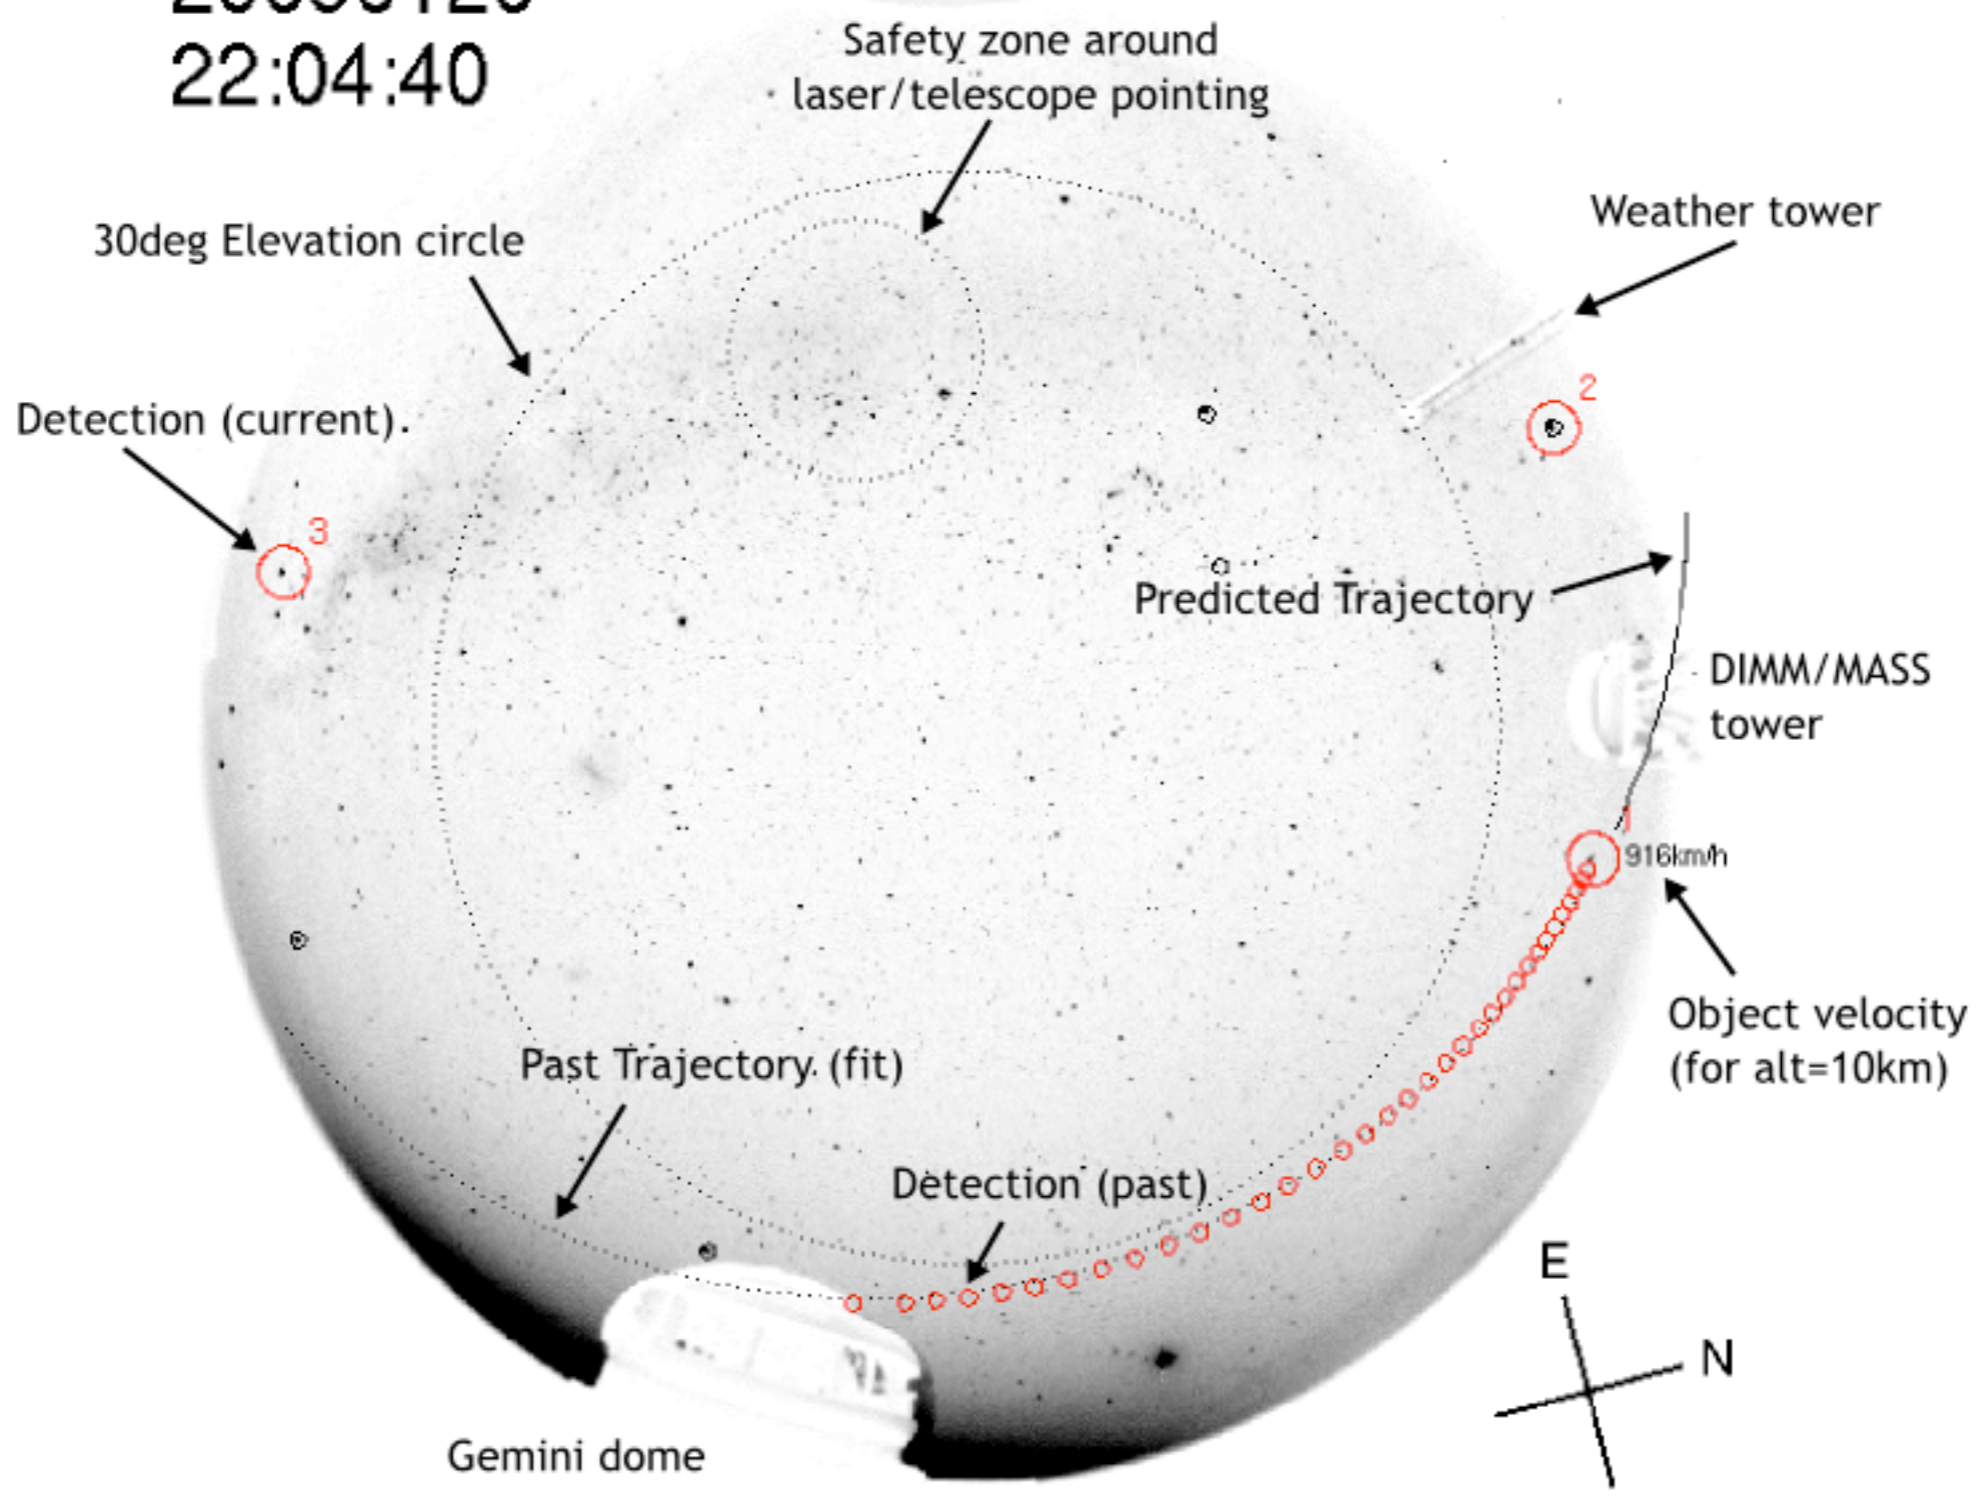 22:04:40
Safety zone around
laser/telescope pointing
30deg Elevation circle
Weather tower
2
Detection (current).
3
Predicted Trajectory
DIMM/MASS
tower
1
916km/h
Object velocity
(for alt=10km)
Past Trajectory (fit)
Detection (past)
E
N
Gemini dome